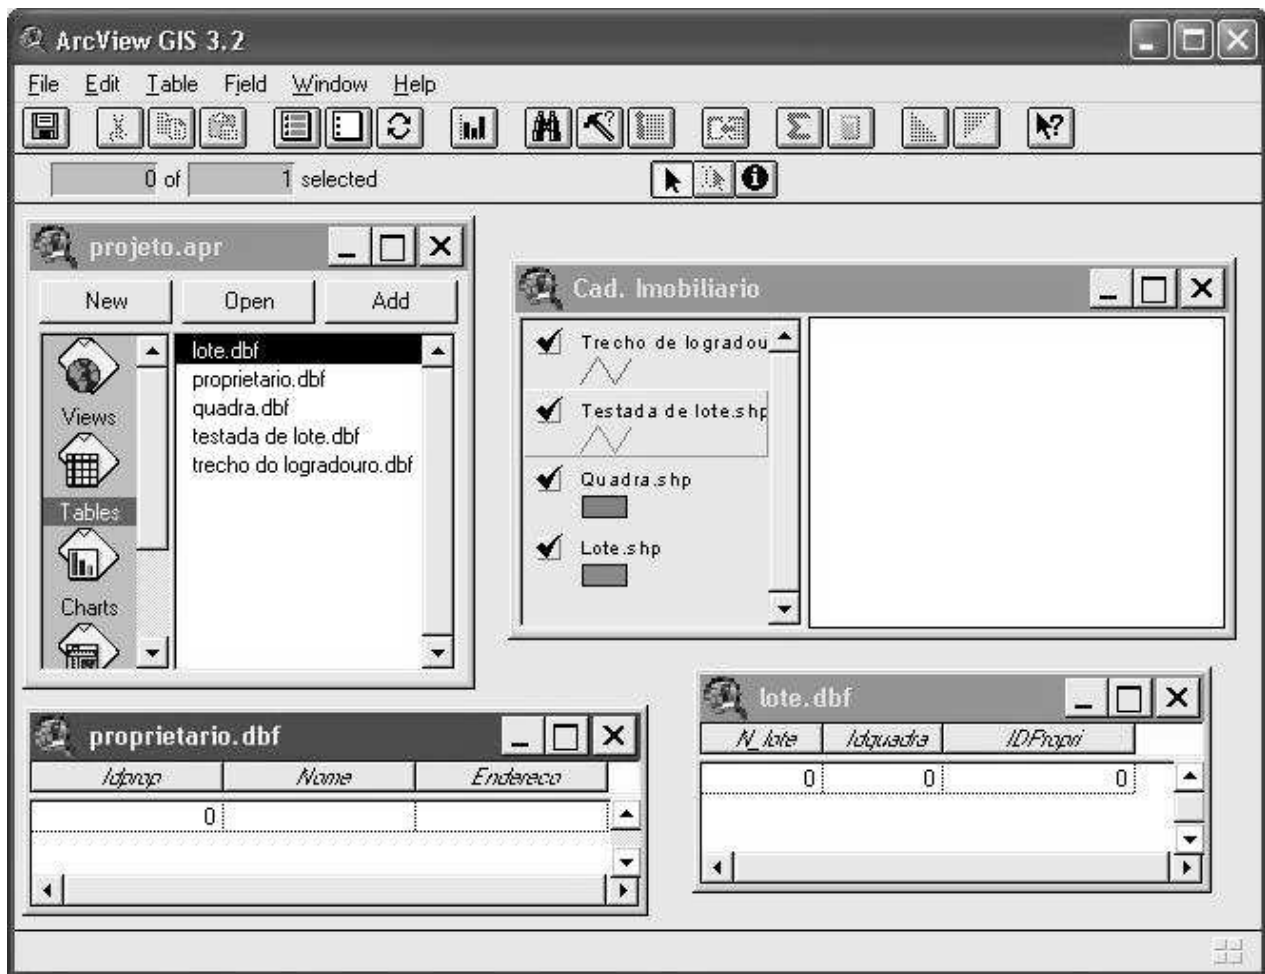 ArcView GIS 3.2
File Edit Table Field Window Help
0 of 1 selected
projeto.apr
New Open Add
Views
Tables
Charts
lote.dbf
proprietario.dbf
quadra.dbf
testada de lote.dbf
trecho do logradouro.dbf
Cad. Imobiliario
Trecho de logradou
Testada de lote.shp
Quadra.shp
Lote.shp
proprietario.dbf
Idprop Nome Endereco
0
lote.dbf
N_lote Idquadra IDPropri
0 0 0